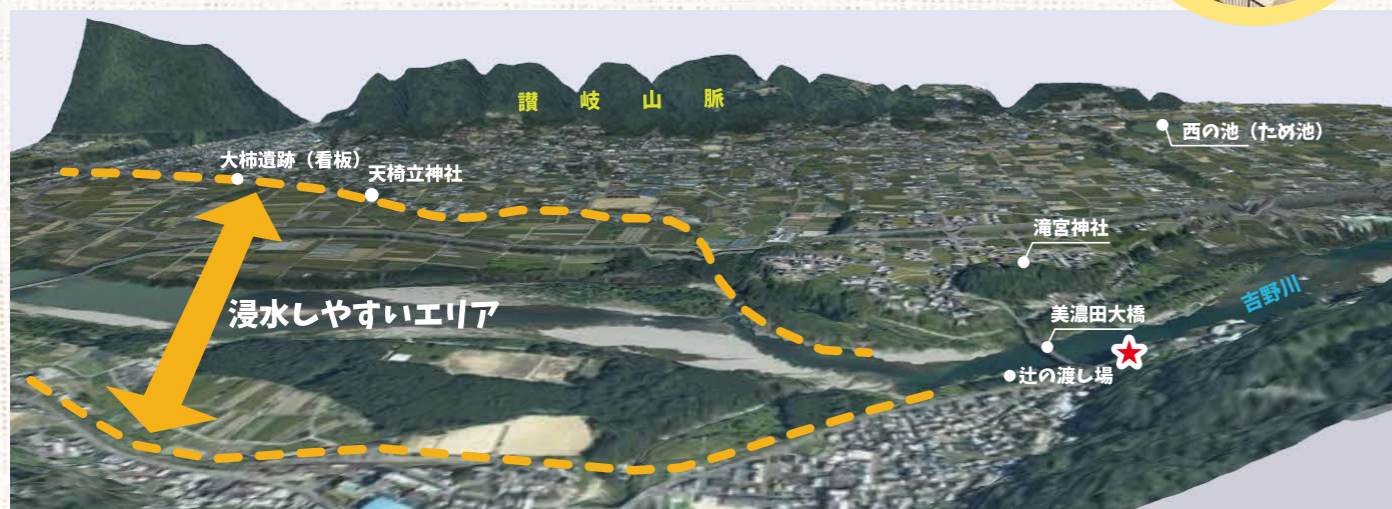 讃岐山脈
西の池（ため池）
大柿遺跡（看板）
天椅立神社
滝宮神社
吉野川
浸水しやすいエリア
美濃田大橋
辻の渡し場